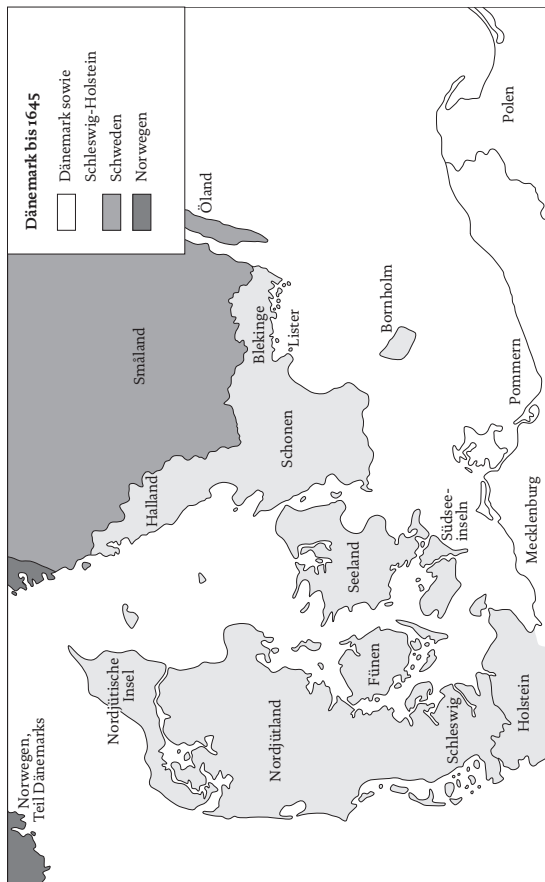 Dänemark bis 1645
Dänemark sowie
Schleswig-Holstein
Schweden
Norwegen
Norwegen,
Teil Dänemarks
Nordjütische
Insel
Nordjütland
Schleswig
Holstein
Fünen
Seeland
Südsee-
inseln
Mecklenburg
Pommern
Polen
Halland
Småland
Schonen
Blekinge
Lister
Öland
Bornholm